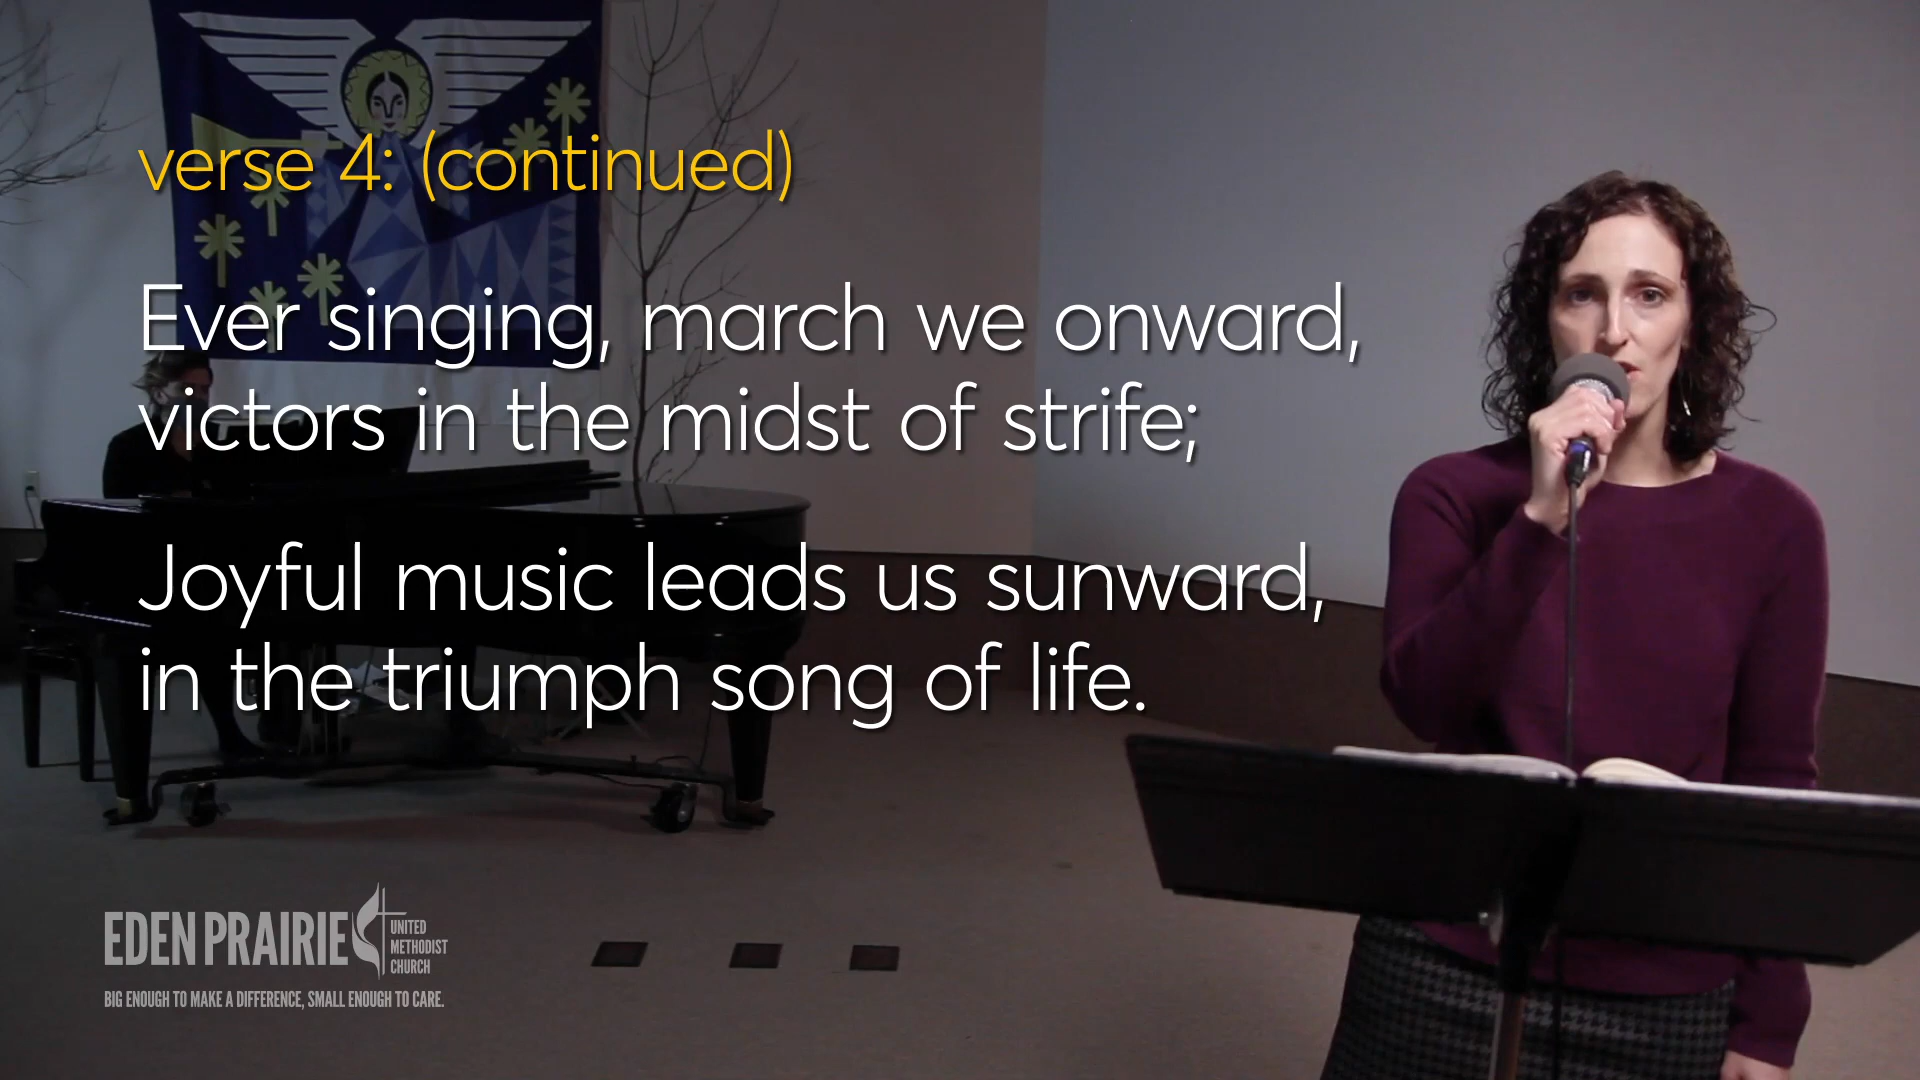 verse 4: (continued)
Ever singing, march we onward,
victors in the midst of strife;
Joyful music leads us sunward,
in the triumph song of life.
EDEN PRAIRIE
UNITED
METHODIST
CHURCH
BIG ENOUGH TO MAKE A DIFFERENCE, SMALL ENOUGH TO CARE.